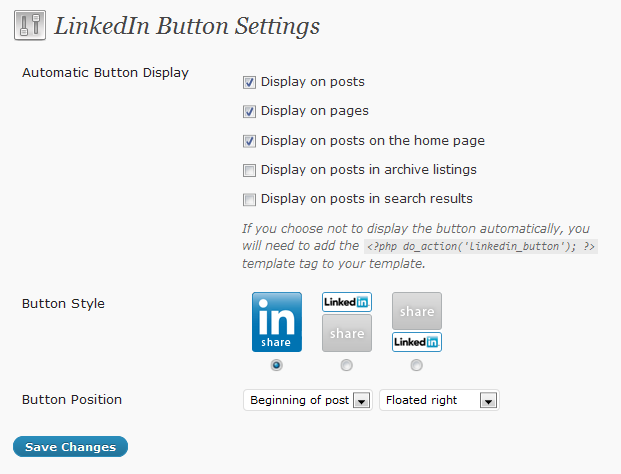 LinkedIn Button Settings
Automatic Button Display
Display on posts
Display on pages
Display on posts on the home page
Display on posts in archive listings
Display on posts in search results
If you choose not to display the button automatically, you
will need to add the <?php do_action('linkedin_button'); ?>
template tag to your template.
Button Style
in
share
Linked in
share
share
Linked in
Button Position
Beginning of post
Floated right
Save Changes